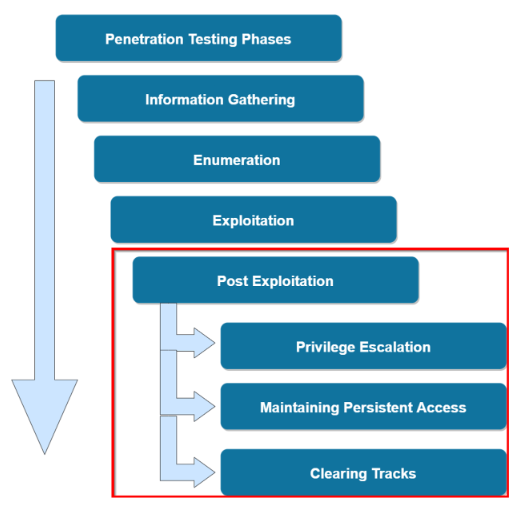 Penetration Testing Phases
Information Gathering
Enumeration
Exploitation
Post Exploitation
Privilege Escalation
Maintaining Persistent Access
Clearing Tracks